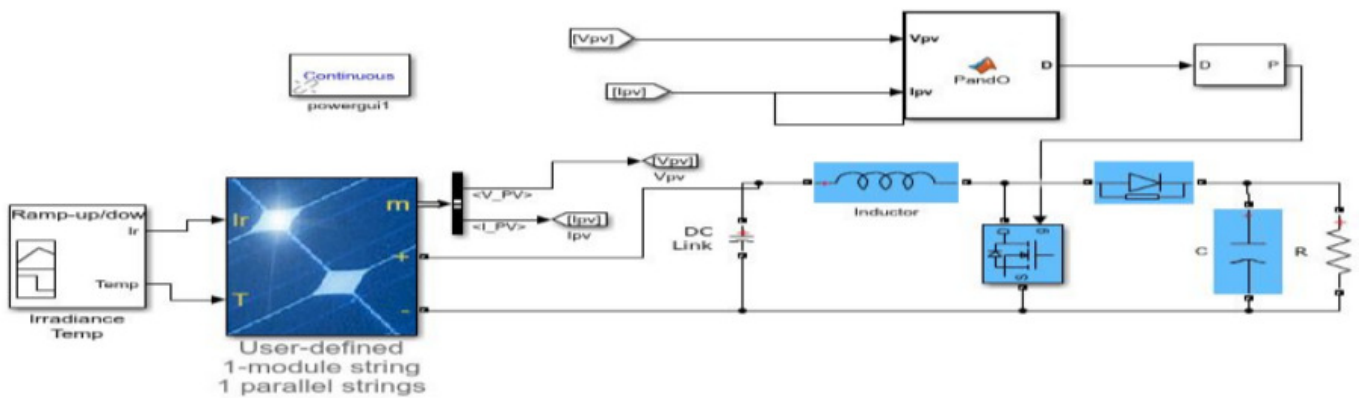 [Vpv]
[Ipv]
Vpv
Ipv
PandO
D
D
P
Continuous
powergui1
Ramp-up/dow
Ir
Temp
Irradiance
Temp
Ir
T
m
+
-
User-defined
1-module string
1 parallel strings
<V_PV>
<I_PV>
[Vpv]
Vpv
[Ipv]
Ipv
DC
Link
+
Inductor
g
D
S
C
+
R
+